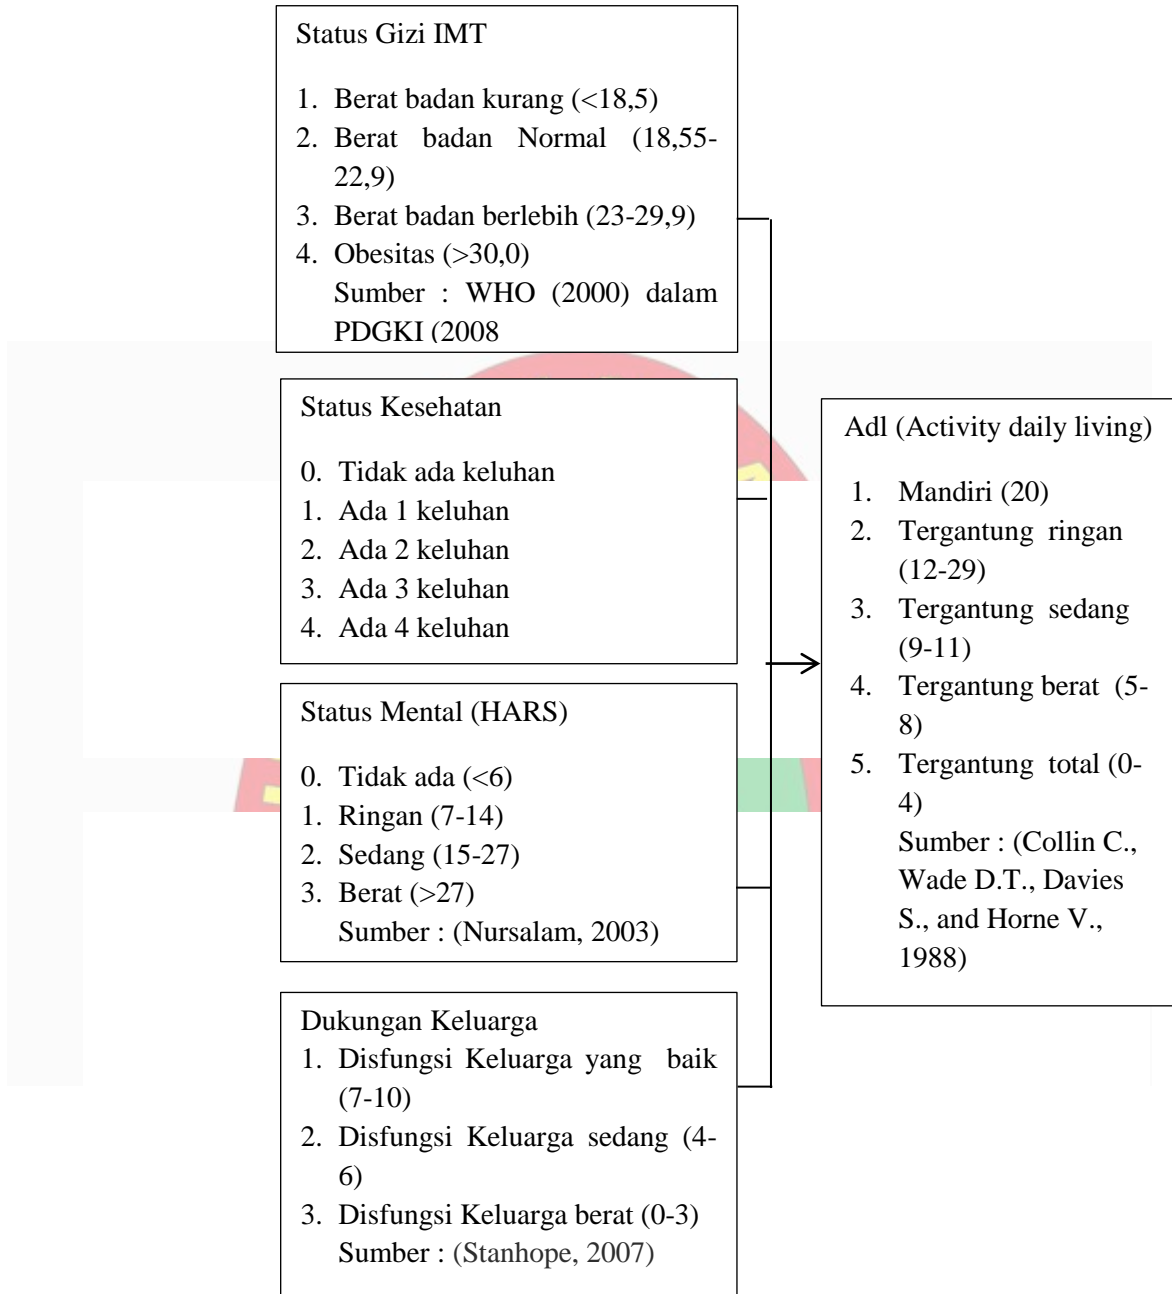 Status Gizi IMT
1. Berat badan kurang (<18,5)
2. Berat badan Normal (18,55-
22,9)
3. Berat badan berlebih (23-29,9)
4. Obesitas (>30,0)
Sumber : WHO (2000) dalam
PDGKI (2008
Status Kesehatan
0. Tidak ada keluhan
1. Ada 1 keluhan
2. Ada 2 keluhan
3. Ada 3 keluhan
4. Ada 4 keluhan
Status Mental (HARS)
0. Tidak ada (<6)
1. Ringan (7-14)
2. Sedang (15-27)
3. Berat (>27)
Sumber : (Nursalam, 2003)
Dukungan Keluarga
1. Disfungsi Keluarga yang baik
(7-10)
2. Disfungsi Keluarga sedang (4-
6)
3. Disfungsi Keluarga berat (0-3)
Sumber : (Stanhope, 2007)
Adl (Activity daily living)
1. Mandiri (20)
2. Tergantung ringan
(12-29)
3. Tergantung sedang
(9-11)
4. Tergantung berat (5-
8)
5. Tergantung total (0-
4)
Sumber : (Collin C.,
Wade D.T., Davies
S., and Horne V.,
1988)